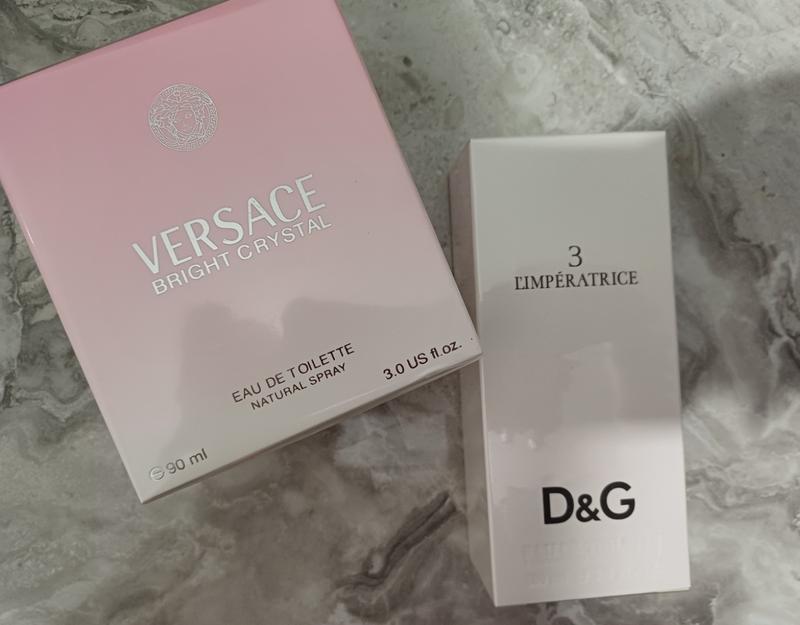 VERSACE
BRIGHT CRYSTAL
EAU DE TOILETTE
NATURAL SPRAY
3.0 US fl.oz.
℮ 90 ml
3
L'IMPÉRATRICE
D&G